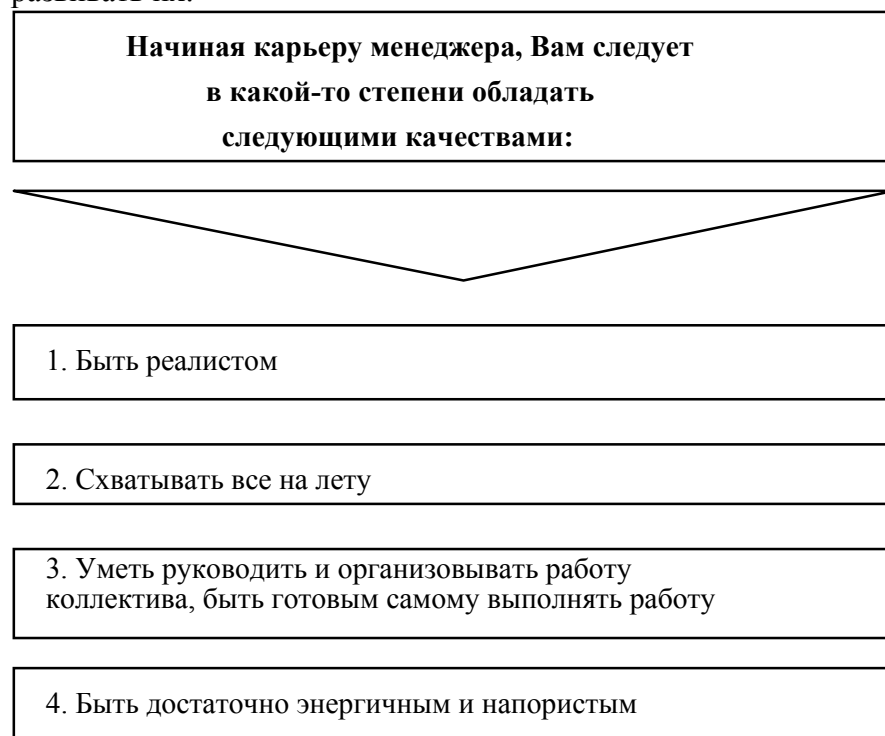 Начиная карьеру менеджера, Вам следует
в какой-то степени обладать
следующими качествами:
1. Быть реалистом
2. Схватывать все на лету
3. Уметь руководить и организовывать работу
коллектива, быть готовым самому выполнять работу
4. Быть достаточно энергичным и напористым